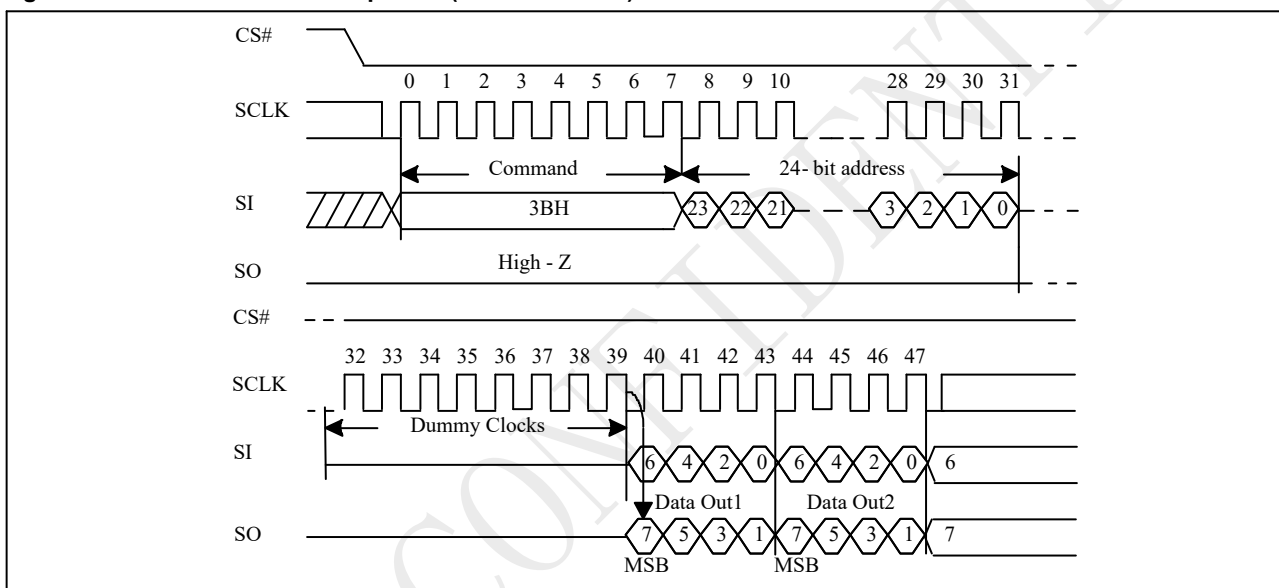 CS#
0 1 2 3 4 5 6 7 8 9 10 28 29 30 31
SCLK
Command 24- bit address
SI 3BH 23 22 21 3 2 1 0
High - Z
SO
CS#
32 33 34 35 36 37 38 39 40 41 42 43 44 45 46 47
SCLK
Dummy Clocks
SI 6 4 2 0 6 4 2 0 6
Data Out1 Data Out2
SO 7 5 3 1 7 5 3 1 7
MSB MSB
CONFIDENT